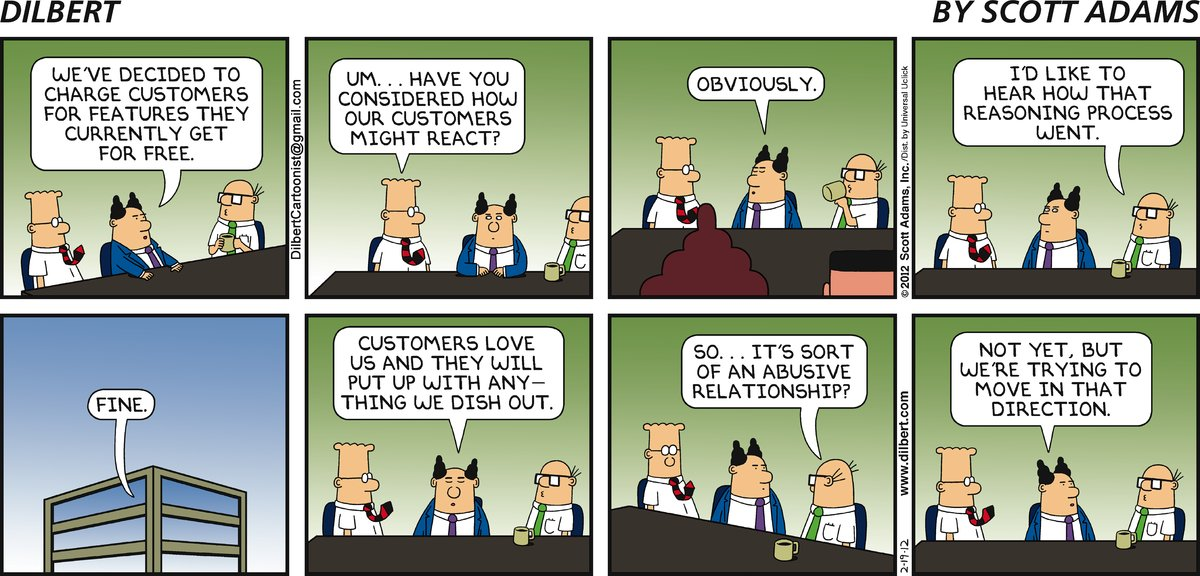 DILBERT
BY SCOTT ADAMS
WE'VE DECIDED TO
CHARGE CUSTOMERS
FOR FEATURES THEY
CURRENTLY GET
FOR FREE.
DilbertCartoonist@gmail.com
UM. . . HAVE YOU
CONSIDERED HOW
OUR CUSTOMERS
MIGHT REACT?
OBVIOUSLY.
©2012 Scott Adams, Inc./Dist. by Universal Uclick
I'D LIKE TO
HEAR HOW THAT
REASONING PROCESS
WENT.
FINE.
CUSTOMERS LOVE
US AND THEY WILL
PUT UP WITH ANY–
THING WE DISH OUT.
SO. . . IT'S SORT
OF AN ABUSIVE
RELATIONSHIP?
2-19-12
www.dilbert.com
NOT YET, BUT
WE'RE TRYING TO
MOVE IN THAT
DIRECTION.